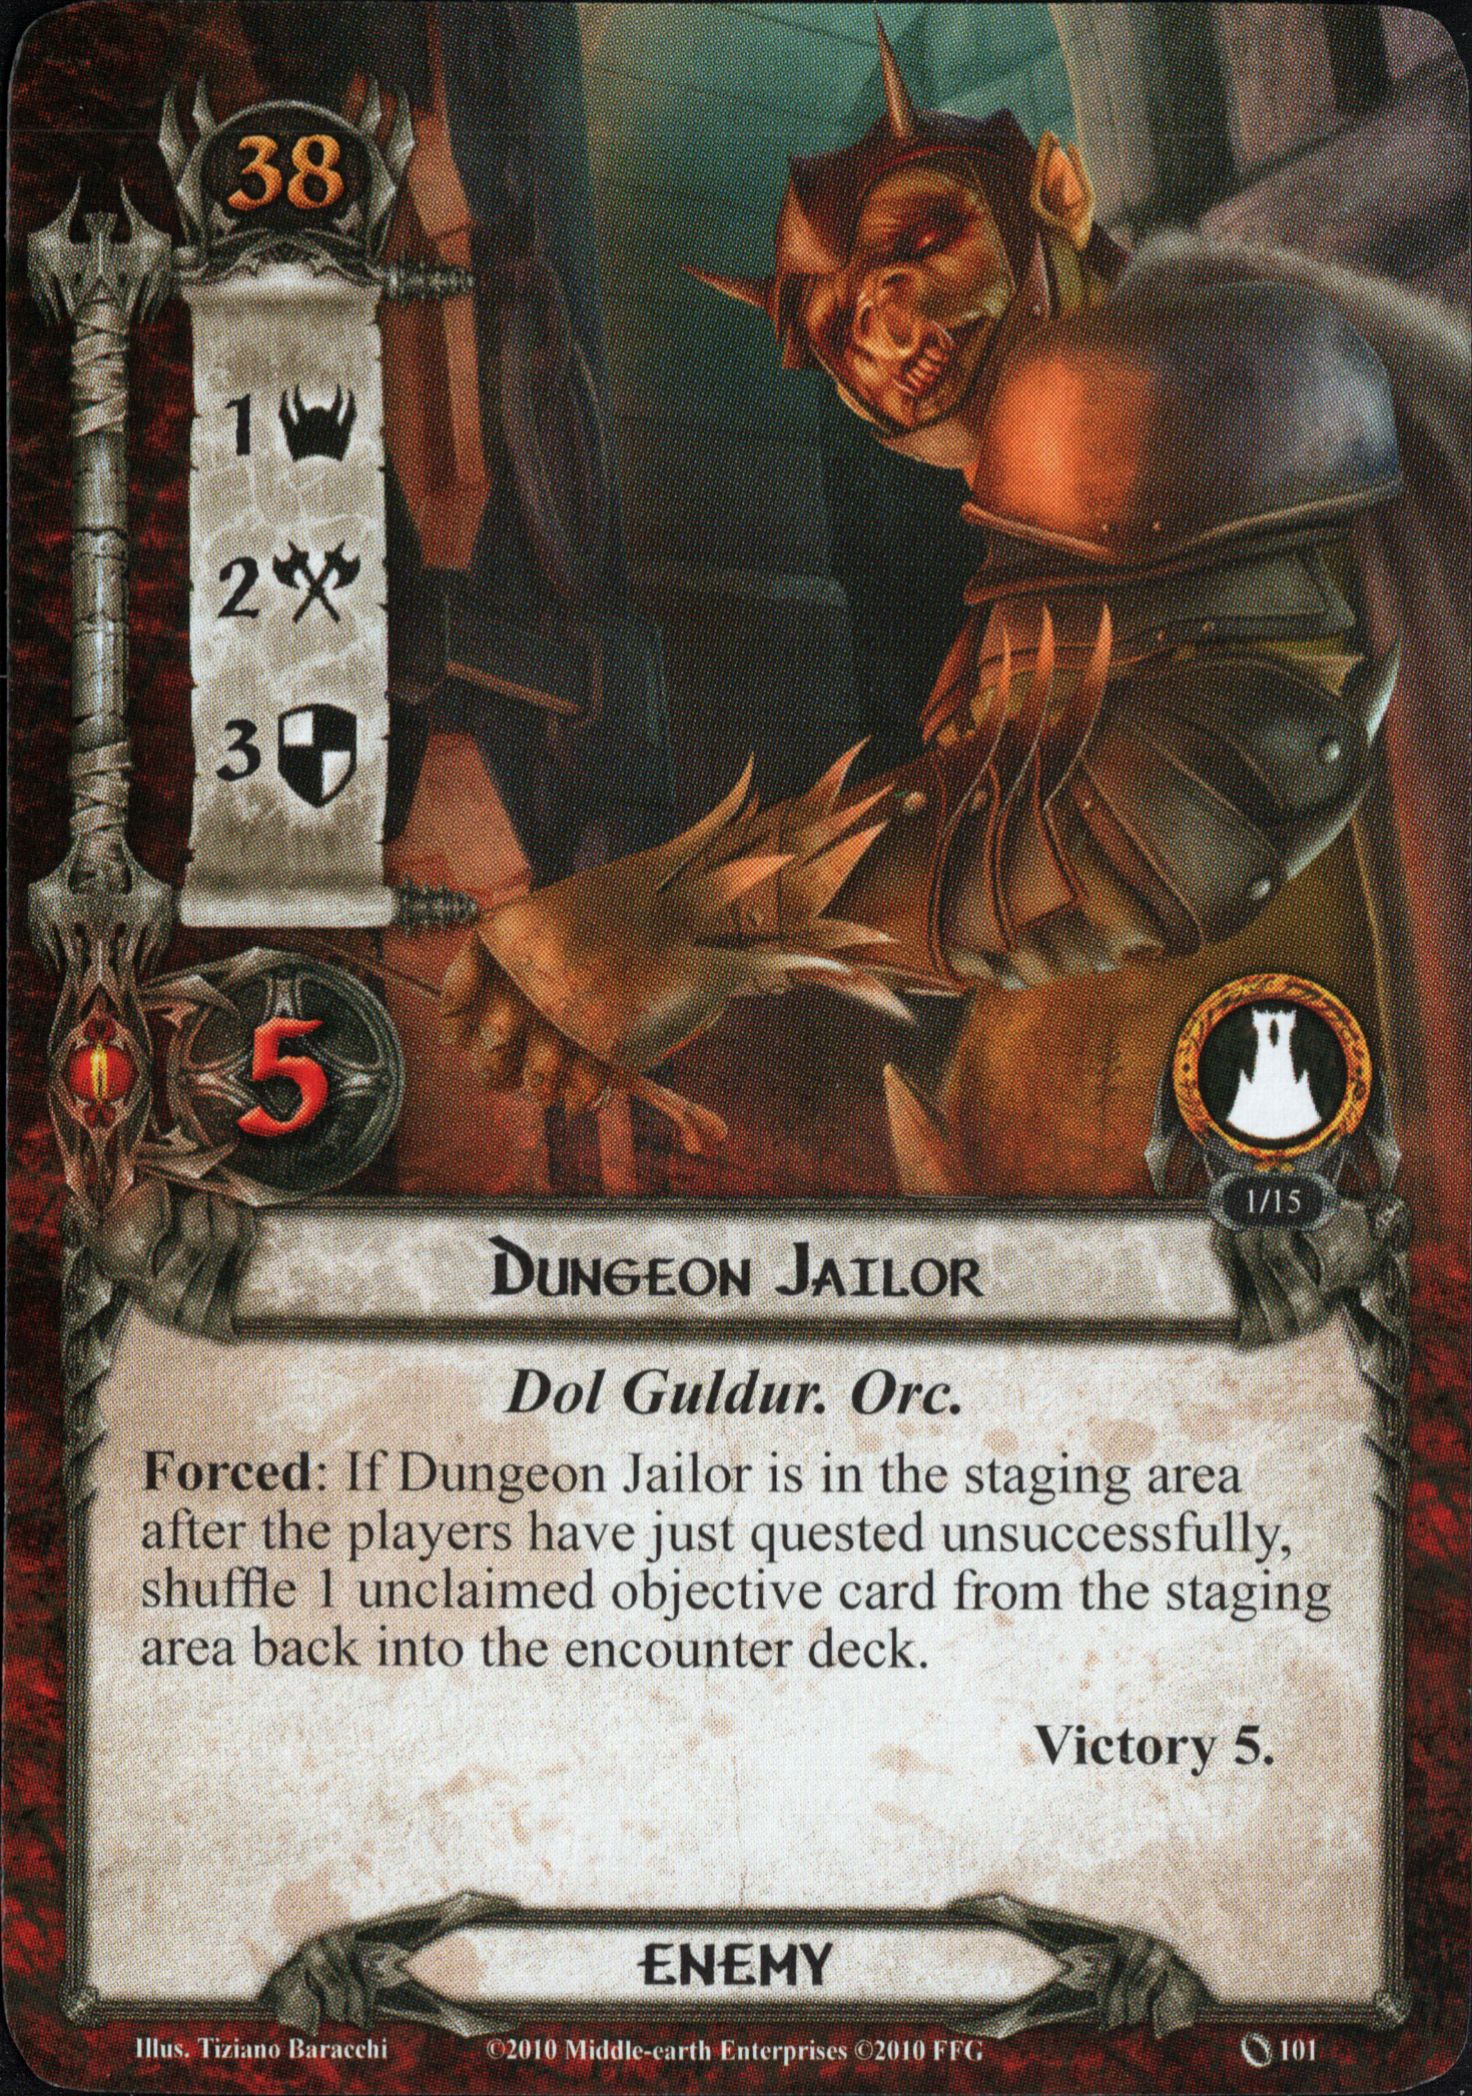 38
1
2
3
5
1/15
Dungeon Jailor
Dol Guldur. Orc.
Forced: If Dungeon Jailor is in the staging area
after the players have just quested unsuccessfully,
shuffle 1 unclaimed objective card from the staging
area back into the encounter deck.
Victory 5.
ENEMY
Illus. Tiziano Baracchi ©2010 Middle-earth Enterprises ©2010 FFG 101